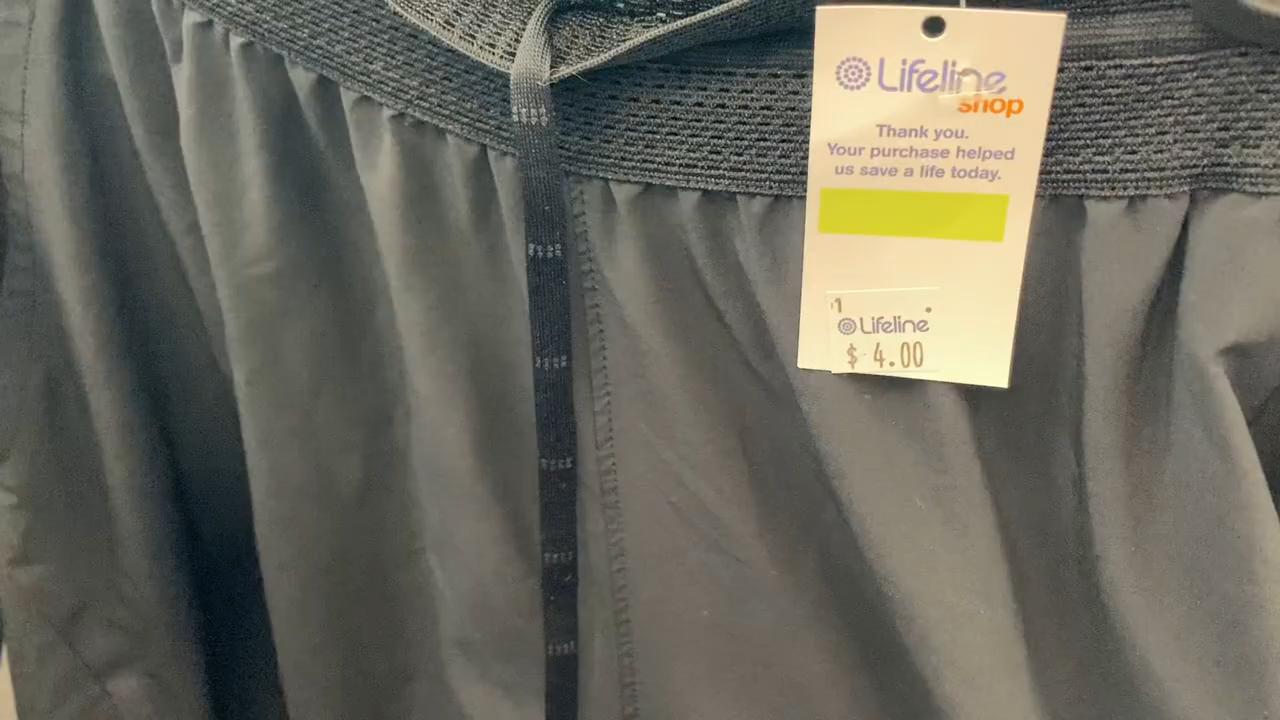 Lifeline
shop
Thank you.
Your purchase helped
us save a life today.
Lifeline
$ 4.00